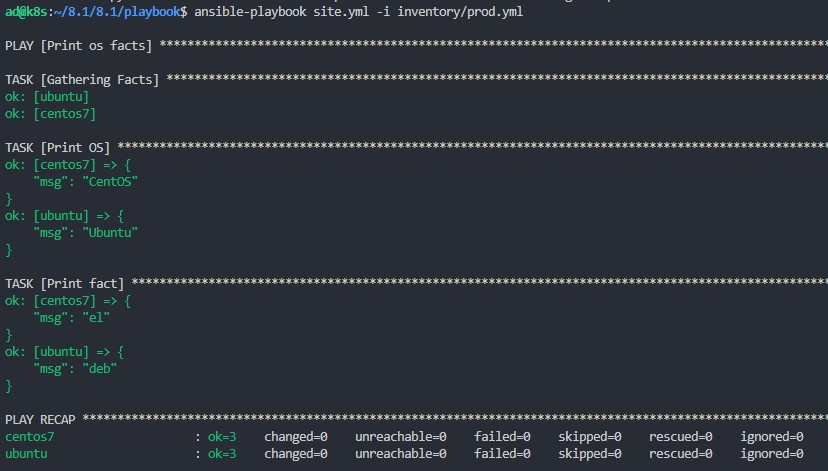 ad@k8s:~/8.1/8.1/playbook$ ansible-playbook site.yml -i inventory/prod.yml
PLAY [Print os facts] ***********************************************************************************************
TASK [Gathering Facts] **********************************************************************************************
ok: [ubuntu]
ok: [centos7]
TASK [Print OS] *****************************************************************************************************
ok: [centos7] => {
    "msg": "CentOS"
}
ok: [ubuntu] => {
    "msg": "Ubuntu"
}
TASK [Print fact] ***************************************************************************************************
ok: [centos7] => {
    "msg": "el"
}
ok: [ubuntu] => {
    "msg": "deb"
}
PLAY RECAP **********************************************************************************************************
centos7                    : ok=3    changed=0    unreachable=0    failed=0    skipped=0    rescued=0    ignored=0
ubuntu                     : ok=3    changed=0    unreachable=0    failed=0    skipped=0    rescued=0    ignored=0